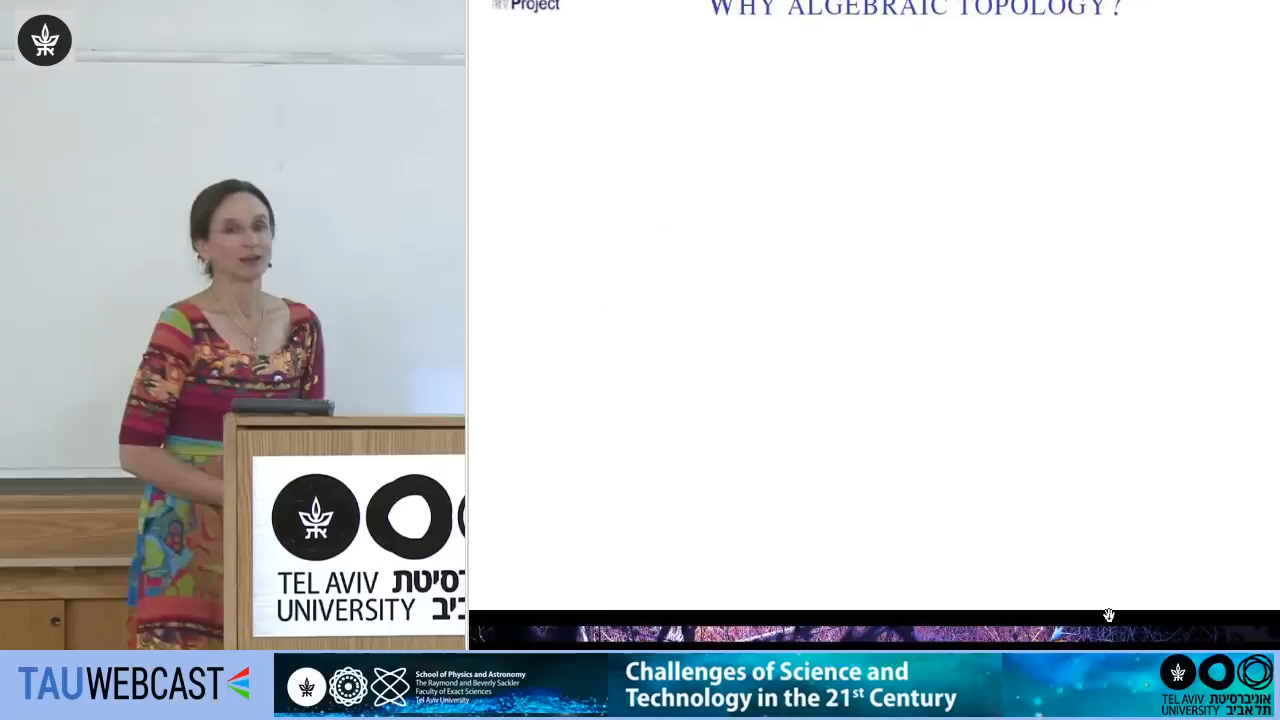 Project
WHY ALGEBRAIC TOPOLOGY?
TEL AVIV
UNIVERSITY
TAUWEBCAST
School of Physics and Astronomy
The Raymond and Beverly Sackler
Faculty of Exact Sciences
Tel Aviv University
Challenges of Science and
Technology in the 21st Century
TEL AVIV אוניברסיטת
UNIVERSITY תל אביב